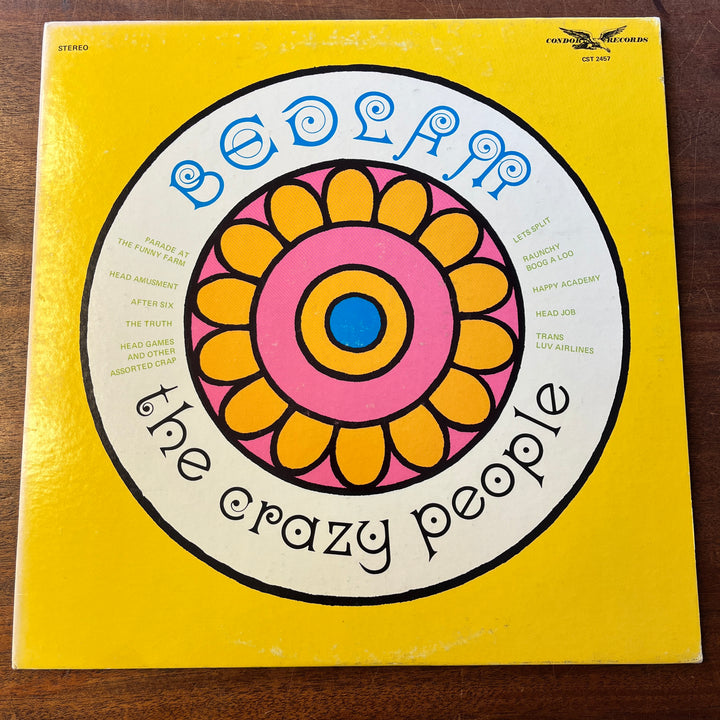 STEREO
CONDOR RECORDS
CST 2457
BEDLAM
PARADE AT
THE FUNNY FARM
HEAD AMUSMENT
AFTER SIX
THE TRUTH
HEAD GAMES
AND OTHER
ASSORTED CRAP
LETS SPLIT
RAUNCHY
BOOG A LOO
HAPPY ACADEMY
HEAD JOB
TRANS
LUV AIRLINES
the crazy people